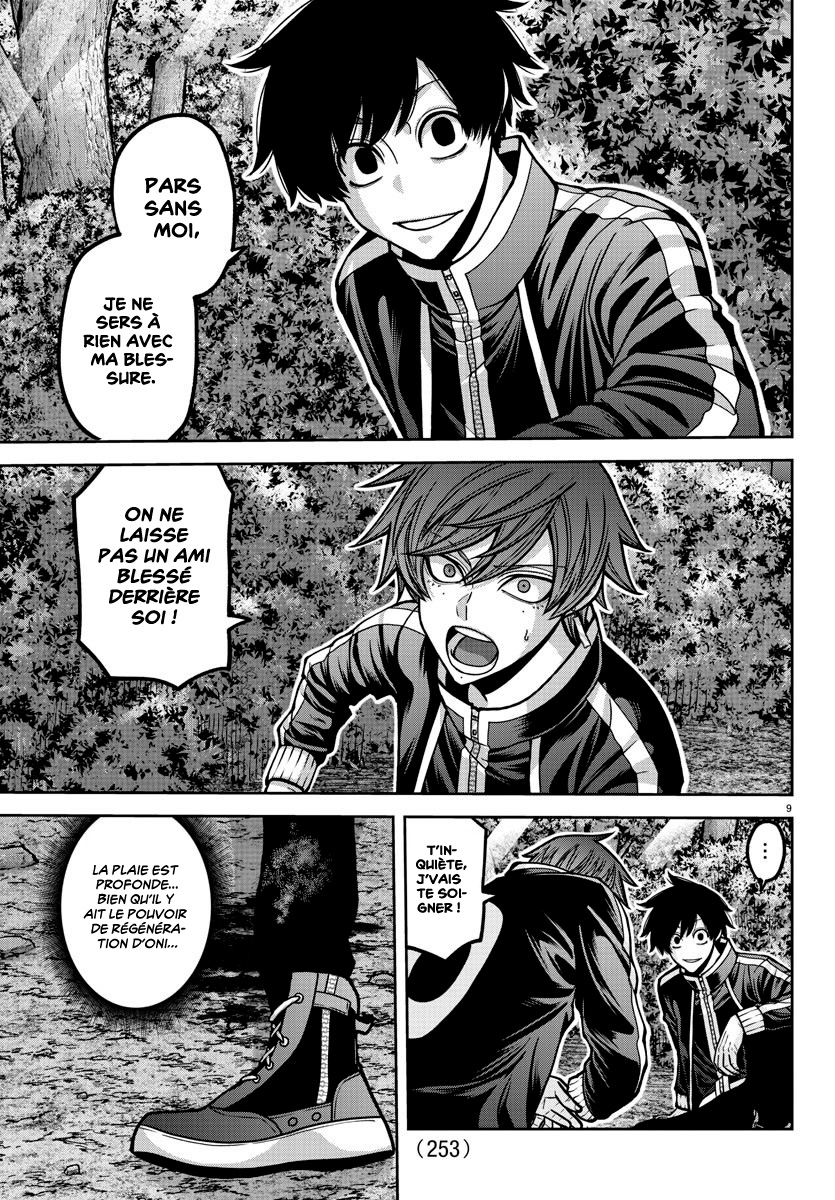 PARS
SANS
MOI,
JE NE
SERS À
RIEN AVEC
MA BLES-
SURE.
ON NE
LAISSE
PAS UN AMI
BLESSÉ
DERRIÈRE
SOI !
9
...
T'IN-
QUIÈTE,
J'VAIS
TE SOI-
GNER !
LA PLAIE EST
PROFONDE...
BIEN QU'IL Y
AIT LE POUVOIR
DE RÉGÉNÉRA-
TION D'ONI...
(253)